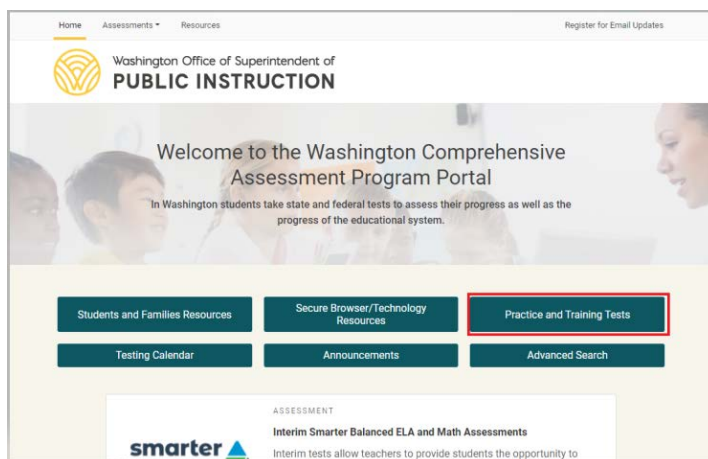 Home Assessments Resources Register for Email Updates
Washington Office of Superintendent of
PUBLIC INSTRUCTION
Welcome to the Washington Comprehensive
Assessment Program Portal
In Washington students take state and federal tests to assess their progress as well as the
progress of the educational system.
Students and Families Resources
Secure Browser/Technology
Resources
Practice and Training Tests
Testing Calendar
Announcements
Advanced Search
smarter
ASSESSMENT
Interim Smarter Balanced ELA and Math Assessments
Interim tests allow teachers to provide students the opportunity to